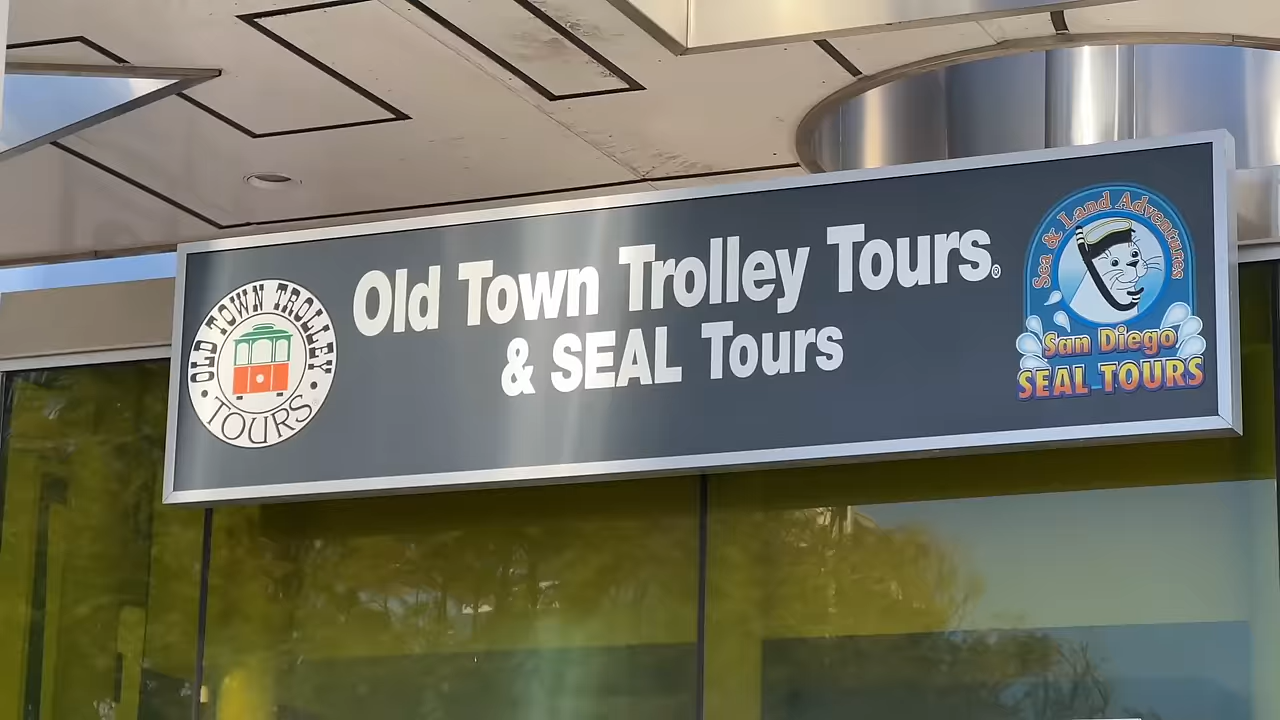 OLD TOWN TROLLEY
TOURS
Old Town Trolley Tours®
& SEAL Tours
Sea & Land Adventures
San Diego
SEAL TOURS